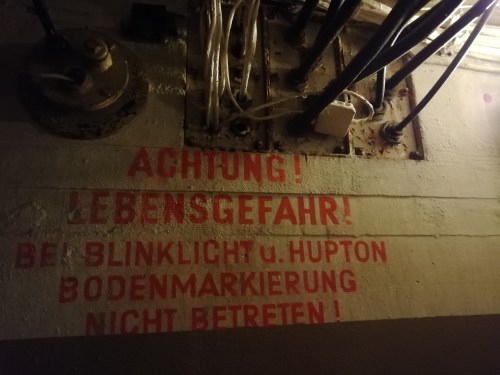 ACHTUNG!
LEBENSGEFAHR!
BEI BLINKLICHT u. HUPTON
BODENMARKIERUNG
NICHT BETRETEN!